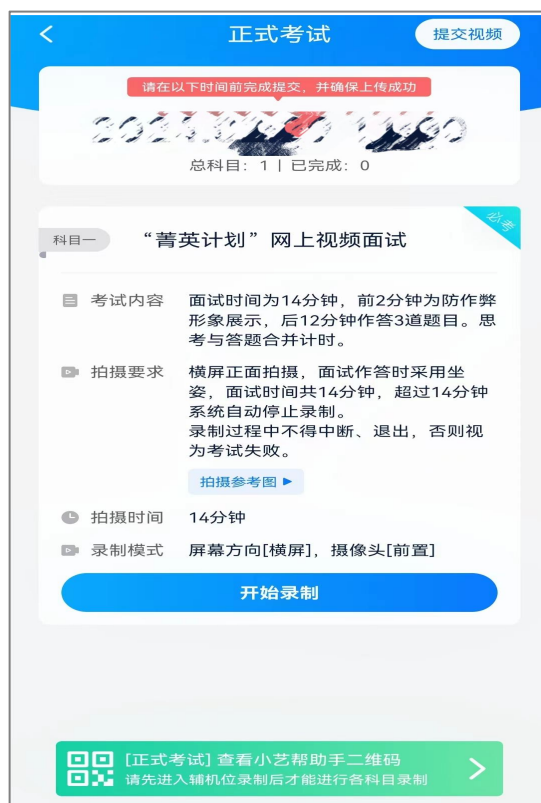 正式考试
提交视频
请在以下时间前完成提交，并确保上传成功
总科目：1 | 已完成：0
必考
科目一
“菁英计划”网上视频面试
考试内容
面试时间为14分钟，前2分钟为防作弊
形象展示，后12分钟作答3道题目。思
考与答题合并计时。
拍摄要求
横屏正面拍摄，面试作答时采用坐
姿，面试时间共14分钟，超过14分钟
系统自动停止录制。
录制过程中不得中断、退出，否则视
为考试失败。
拍摄参考图
拍摄时间
14分钟
录制模式
屏幕方向[横屏]，摄像头[前置]
开始录制
[正式考试] 查看小艺帮助手二维码
请先进入辅机位录制后才能进行各科目录制